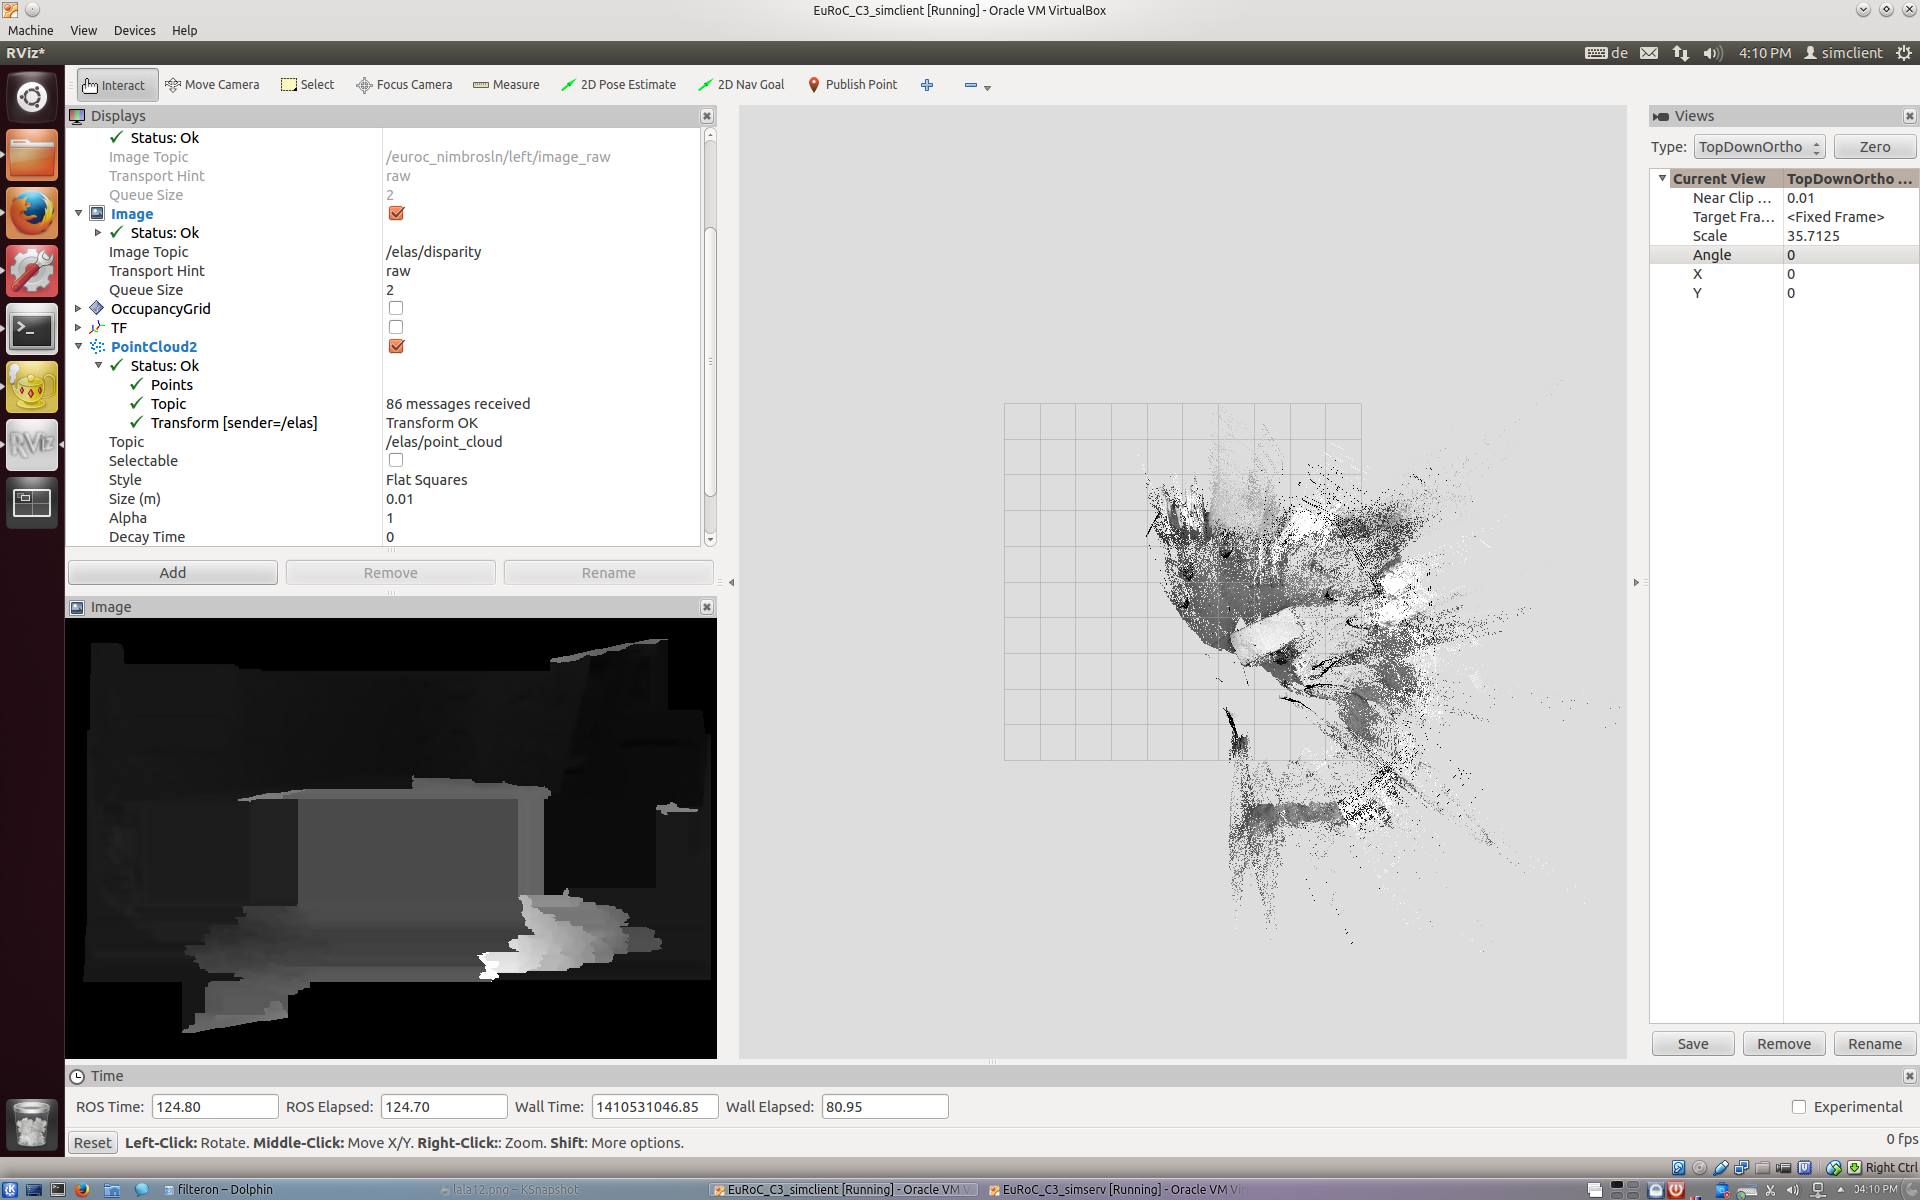 EuRoC_C3_simclient [Running] - Oracle VM VirtualBox
Machine View Devices Help
RViz* de 4:10 PM simclient
Interact Move Camera Select Focus Camera Measure 2D Pose Estimate 2D Nav Goal Publish Point
Displays
Status: Ok
Image Topic /euroc_nimbrosln/left/image_raw
Transport Hint raw
Queue Size 2
Image
Status: Ok
Image Topic /elas/disparity
Transport Hint raw
Queue Size 2
OccupancyGrid
TF
PointCloud2
Status: Ok
Points
Topic 86 messages received
Transform [sender=/elas] Transform OK
Topic /elas/point_cloud
Selectable
Style Flat Squares
Size (m) 0.01
Alpha 1
Decay Time 0
Add Remove Rename
Image
Views
Type: TopDownOrtho Zero
Current View TopDownOrtho ...
Near Clip ... 0.01
Target Fra... <Fixed Frame>
Scale 35.7125
Angle 0
X 0
Y 0
Save Remove Rename
Time
ROS Time: 124.80 ROS Elapsed: 124.70 Wall Time: 1410531046.85 Wall Elapsed: 80.95 Experimental
Reset Left-Click: Rotate. Middle-Click: Move X/Y. Right-Click:: Zoom. Shift: More options. 0 fps
Right Ctrl
filteron – Dolphin lala12.png – KSnapshot EuRoC_C3_simclient [Running] - Oracle VM V EuRoC_C3_simserv [Running] - Oracle VM Vir 04:10 PM
RViz